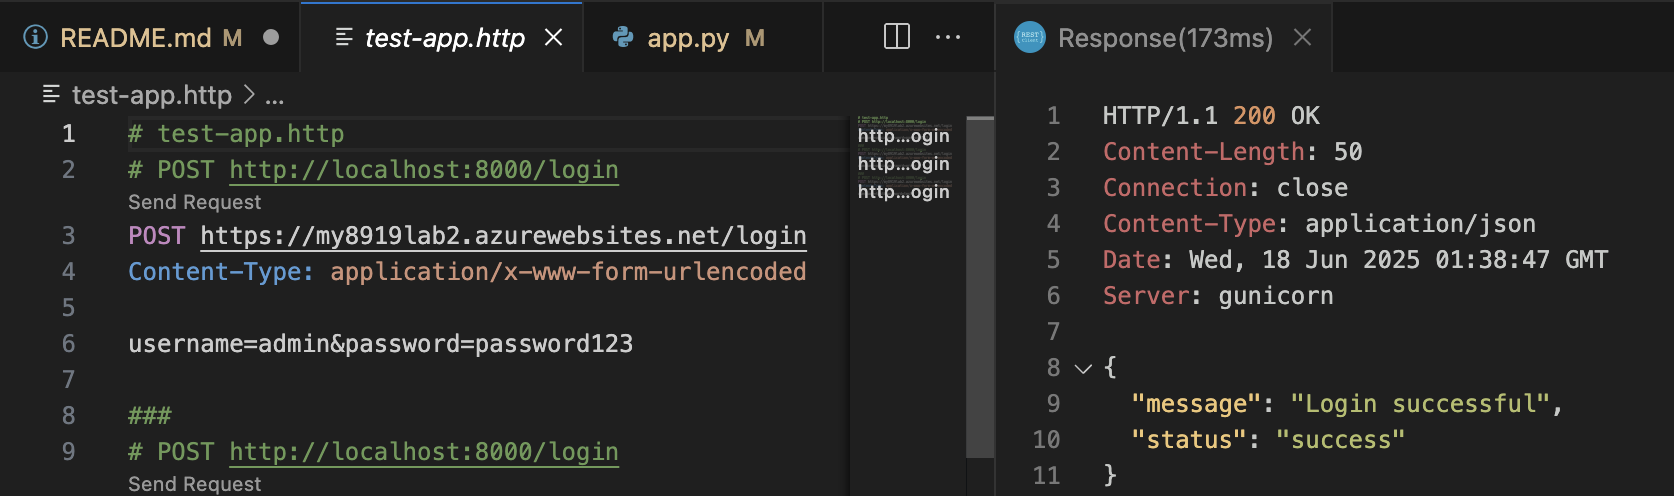 README.md M
test-app.http
app.py M
Response(173ms)
test-app.http > ...
1 # test-app.http
2 # POST http://localhost:8000/login
Send Request
3 POST https://my8919lab2.azurewebsites.net/login
4 Content-Type: application/x-www-form-urlencoded
5
6 username=admin&password=password123
7
8 ###
9 # POST http://localhost:8000/login
Send Request
http...ogin
http...ogin
http...ogin
1 HTTP/1.1 200 OK
2 Content-Length: 50
3 Connection: close
4 Content-Type: application/json
5 Date: Wed, 18 Jun 2025 01:38:47 GMT
6 Server: gunicorn
7
8 {
9 "message": "Login successful",
10 "status": "success"
11 }